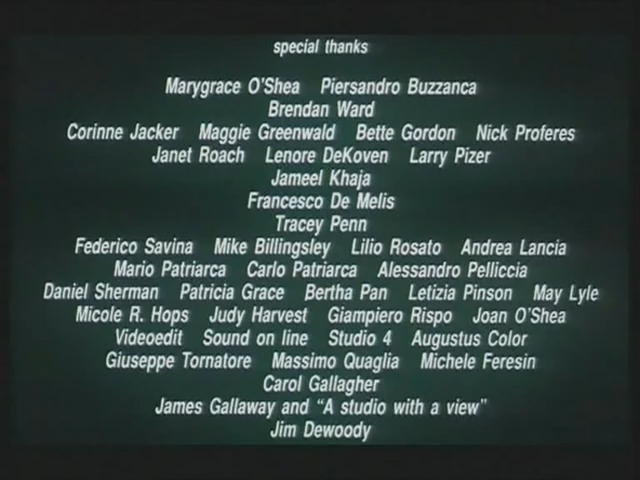 special thanks
Marygrace O'Shea Piersandro Buzzanca
Brendan Ward
Corinne Jacker Maggie Greenwald Bette Gordon Nick Proferes
Janet Roach Lenore DeKoven Larry Pizer
Jameel Khaja
Francesco De Melis
Tracey Penn
Federico Savina Mike Billingsley Lilio Rosato Andrea Lancia
Mario Patriarca Carlo Patriarca Alessandro Pelliccia
Daniel Sherman Patricia Grace Bertha Pan Letizia Pinson May Lyle
Micole R. Hops Judy Harvest Giampiero Rispo Joan O'Shea
Videoedit Sound on line Studio 4 Augustus Color
Giuseppe Tornatore Massimo Quaglia Michele Feresin
Carol Gallagher
James Gallaway and "A studio with a view"
Jim Dewoody